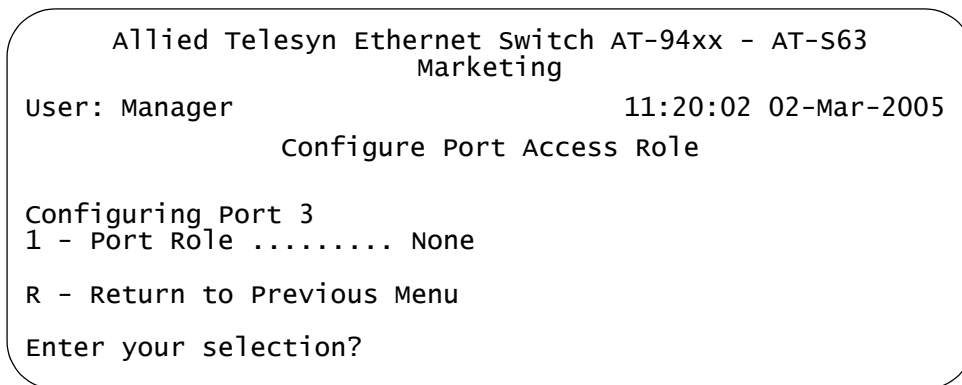 Allied Telesyn Ethernet Switch AT-94xx - AT-S63
Marketing
User: Manager 11:20:02 02-Mar-2005
Configure Port Access Role
Configuring Port 3
1 - Port Role ......... None
R - Return to Previous Menu
Enter your selection?